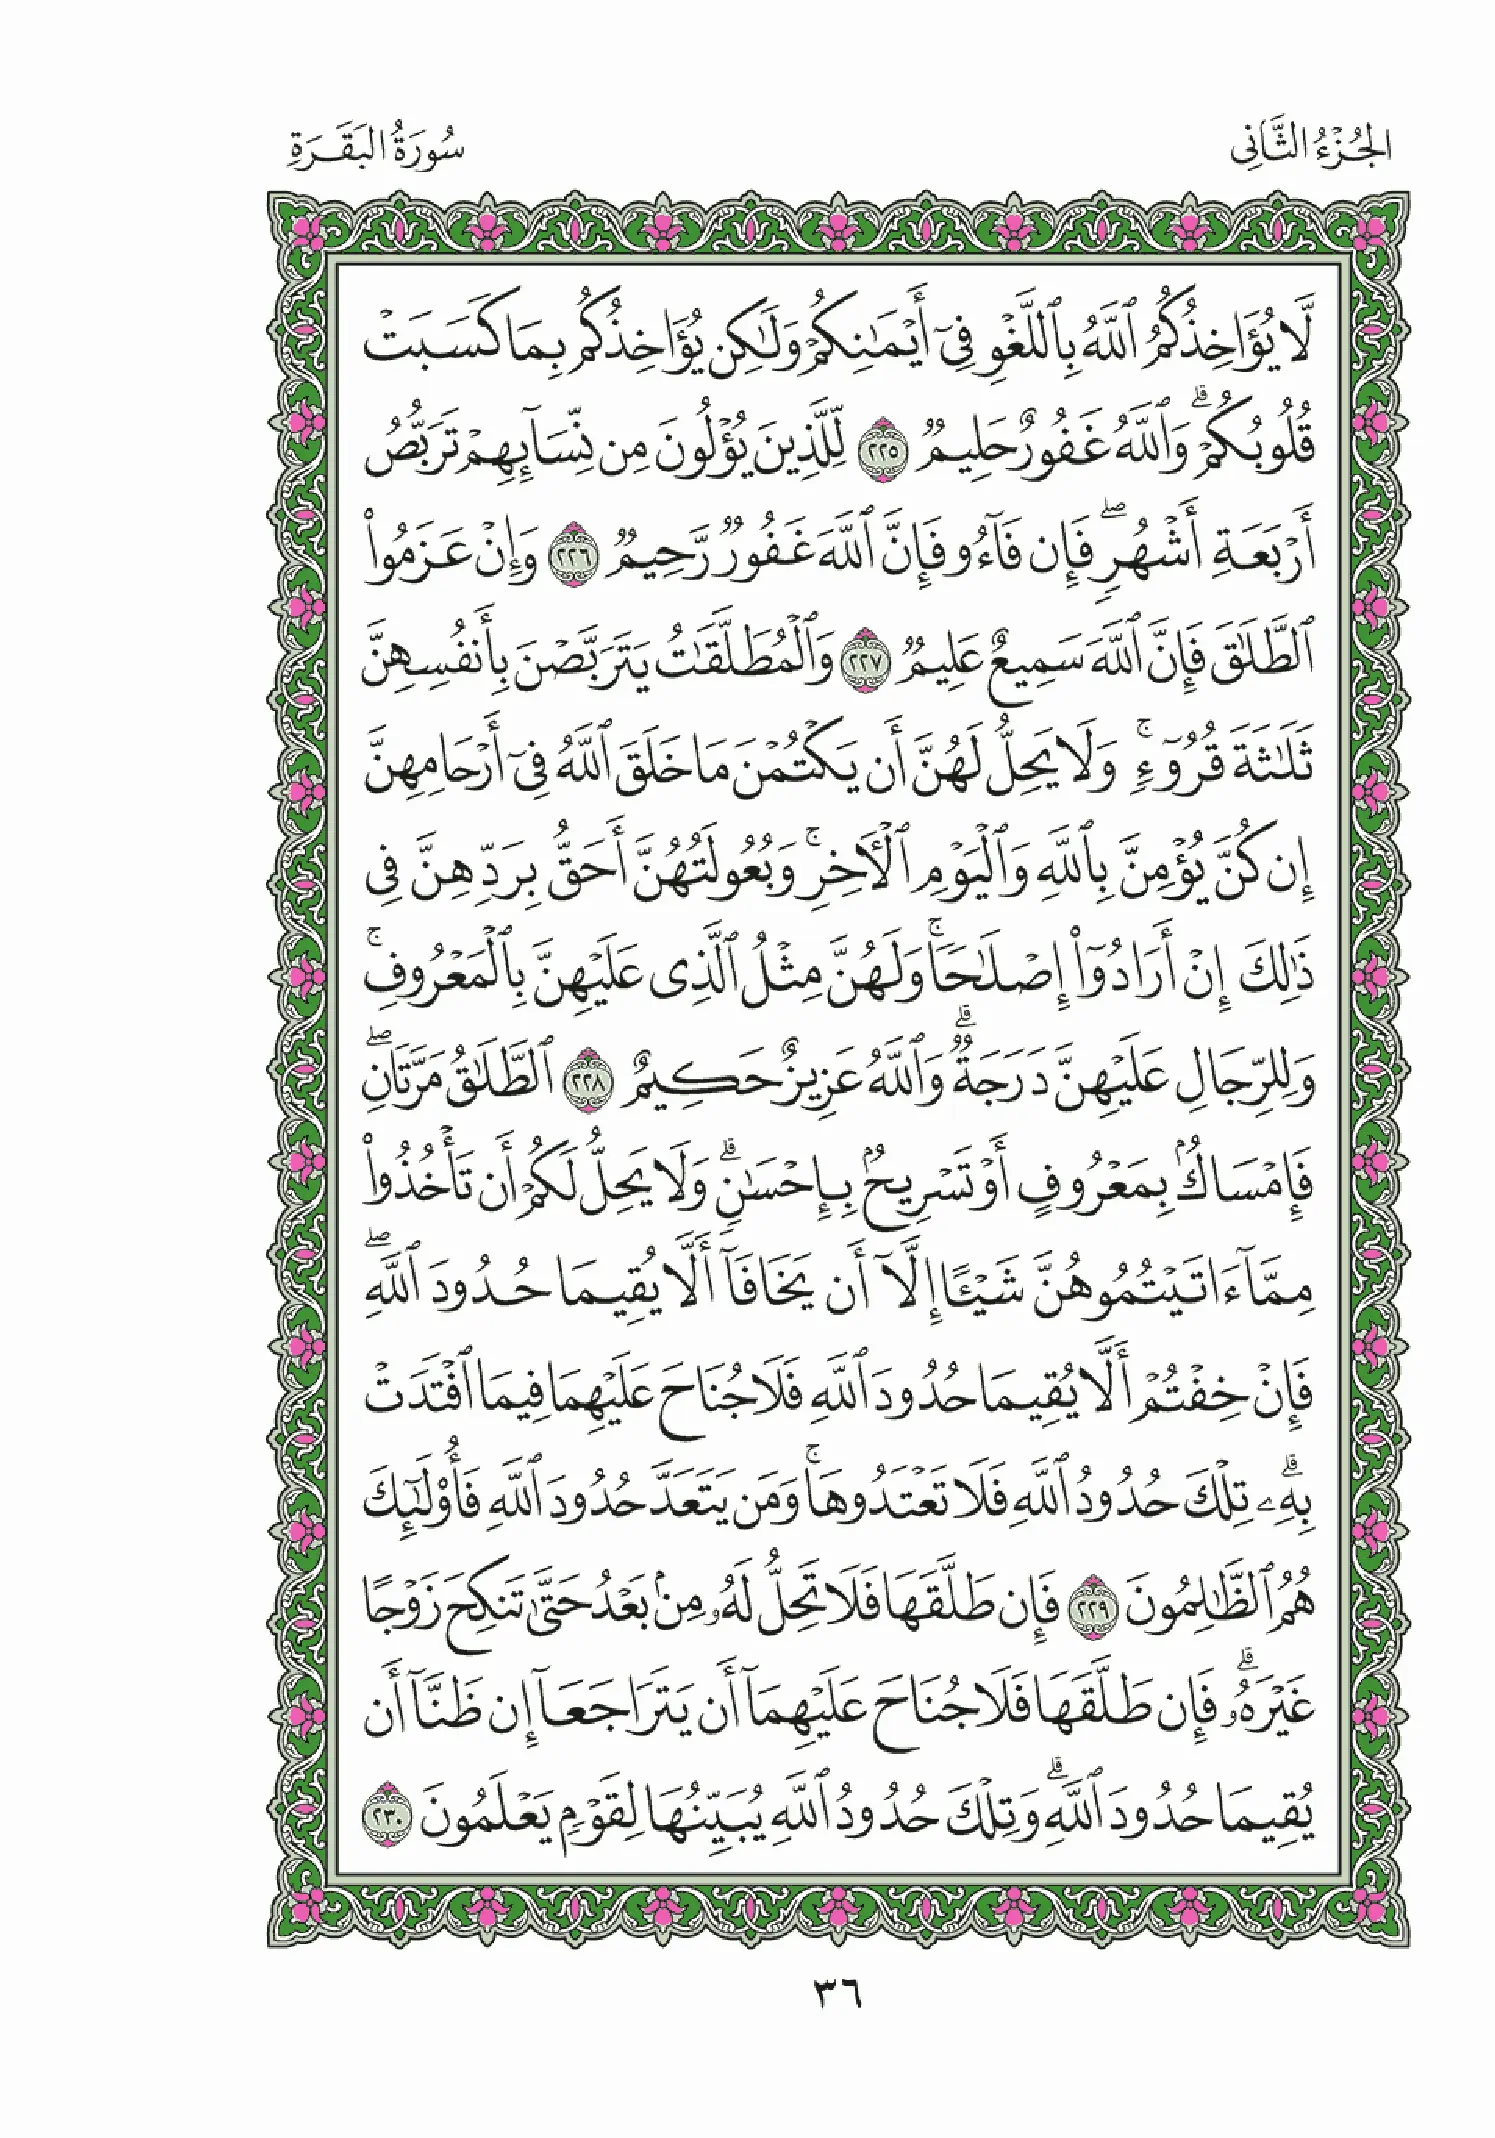 الجُزْءُ الثَّانِى
سُورَةُ البَقَرَةِ
لَّا يُؤَاخِذُكُمُ ٱللَّهُ بِٱللَّغْوِ فِىٓ أَيْمَٰنِكُمْ وَلَٰكِن يُؤَاخِذُكُم بِمَا كَسَبَتْ
قُلُوبُكُمْ ۗ وَٱللَّهُ غَفُورٌ حَلِيمٌ ٢٢٥ لِّلَّذِينَ يُؤْلُونَ مِن نِّسَآئِهِمْ تَرَبُّصُ
أَرْبَعَةِ أَشْهُرٍ ۖ فَإِن فَآءُو فَإِنَّ ٱللَّهَ غَفُورٌ رَّحِيمٌ ٢٢٦ وَإِنْ عَزَمُوا۟
ٱلطَّلَٰقَ فَإِنَّ ٱللَّهَ سَمِيعٌ عَلِيمٌ ٢٢٧ وَٱلْمُطَلَّقَٰتُ يَتَرَبَّصْنَ بِأَنفُسِهِنَّ
ثَلَٰثَةَ قُرُوٓءٍ ۚ وَلَا يَحِلُّ لَهُنَّ أَن يَكْتُمْنَ مَا خَلَقَ ٱللَّهُ فِىٓ أَرْحَامِهِنَّ
إِن كُنَّ يُؤْمِنَّ بِٱللَّهِ وَٱلْيَوْمِ ٱلْءَاخِرِ ۚ وَبُعُولَتُهُنَّ أَحَقُّ بِرَدِّهِنَّ فِى
ذَٰلِكَ إِنْ أَرَادُوٓا۟ إِصْلَٰحًا ۚ وَلَهُنَّ مِثْلُ ٱلَّذِى عَلَيْهِنَّ بِٱلْمَعْرُوفِ ۚ
وَلِلرِّجَالِ عَلَيْهِنَّ دَرَجَةٌ ۗ وَٱللَّهُ عَزِيزٌ حَكِيمٌ ٢٢٨ ٱلطَّلَٰقُ مَرَّتَانِ ۖ
فَإِمْسَاكٌۢ بِمَعْرُوفٍ أَوْ تَسْرِيحٌۢ بِإِحْسَٰنٍ ۗ وَلَا يَحِلُّ لَكُمْ أَن تَأْخُذُوا۟
مِمَّآ ءَاتَيْتُمُوهُنَّ شَيْـًٔا إِلَّآ أَن يَخَافَآ أَلَّا يُقِيمَا حُدُودَ ٱللَّهِ ۖ
فَإِنْ خِفْتُمْ أَلَّا يُقِيمَا حُدُودَ ٱللَّهِ فَلَا جُنَاحَ عَلَيْهِمَا فِيمَا ٱفْتَدَتْ
بِهِۦ ۗ تِلْكَ حُدُودُ ٱللَّهِ فَلَا تَعْتَدُوهَا ۚ وَمَن يَتَعَدَّ حُدُودَ ٱللَّهِ فَأُو۟لَٰٓئِكَ
هُمُ ٱلظَّٰلِمُونَ ٢٢٩ فَإِن طَلَّقَهَا فَلَا تَحِلُّ لَهُۥ مِنۢ بَعْدُ حَتَّىٰ تَنكِحَ زَوْجًا
غَيْرَهُۥ ۗ فَإِن طَلَّقَهَا فَلَا جُنَاحَ عَلَيْهِمَآ أَن يَتَرَاجَعَآ إِن ظَنَّآ أَن
يُقِيمَا حُدُودَ ٱللَّهِ ۗ وَتِلْكَ حُدُودُ ٱللَّهِ يُبَيِّنُهَا لِقَوْمٍ يَعْلَمُونَ ٢٣٠
٣٦